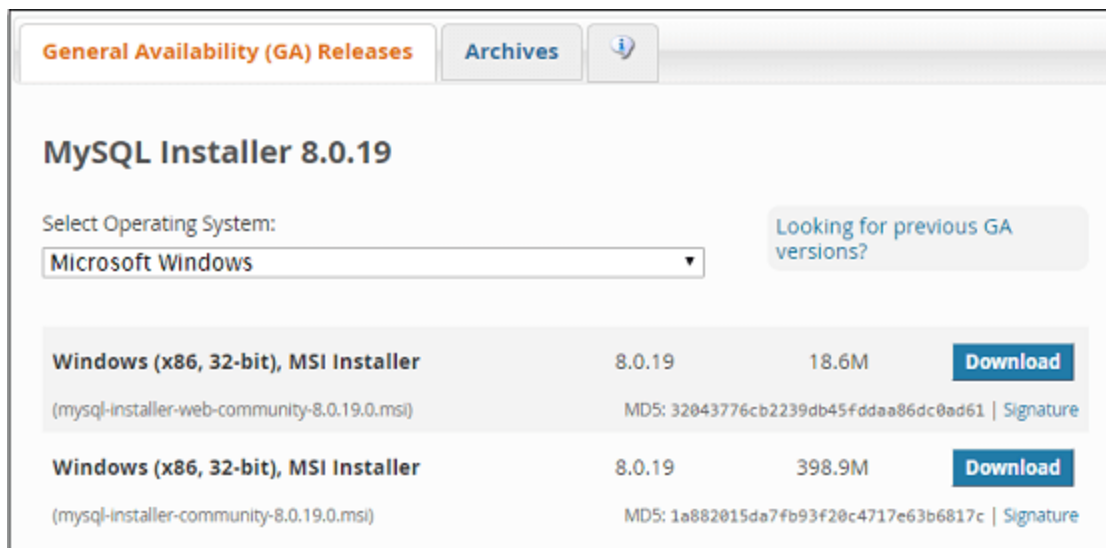 General Availability (GA) Releases
Archives
MySQL Installer 8.0.19
Select Operating System:
Looking for previous GA
versions?
Microsoft Windows
Windows (x86, 32-bit), MSI Installer 8.0.19 18.6M Download
(mysql-installer-web-community-8.0.19.0.msi) MD5: 32043776cb2239db45fddaa86dc0ad61 | Signature
Windows (x86, 32-bit), MSI Installer 8.0.19 398.9M Download
(mysql-installer-community-8.0.19.0.msi) MD5: 1a882015da7fb93f20c4717e63b6817c | Signature